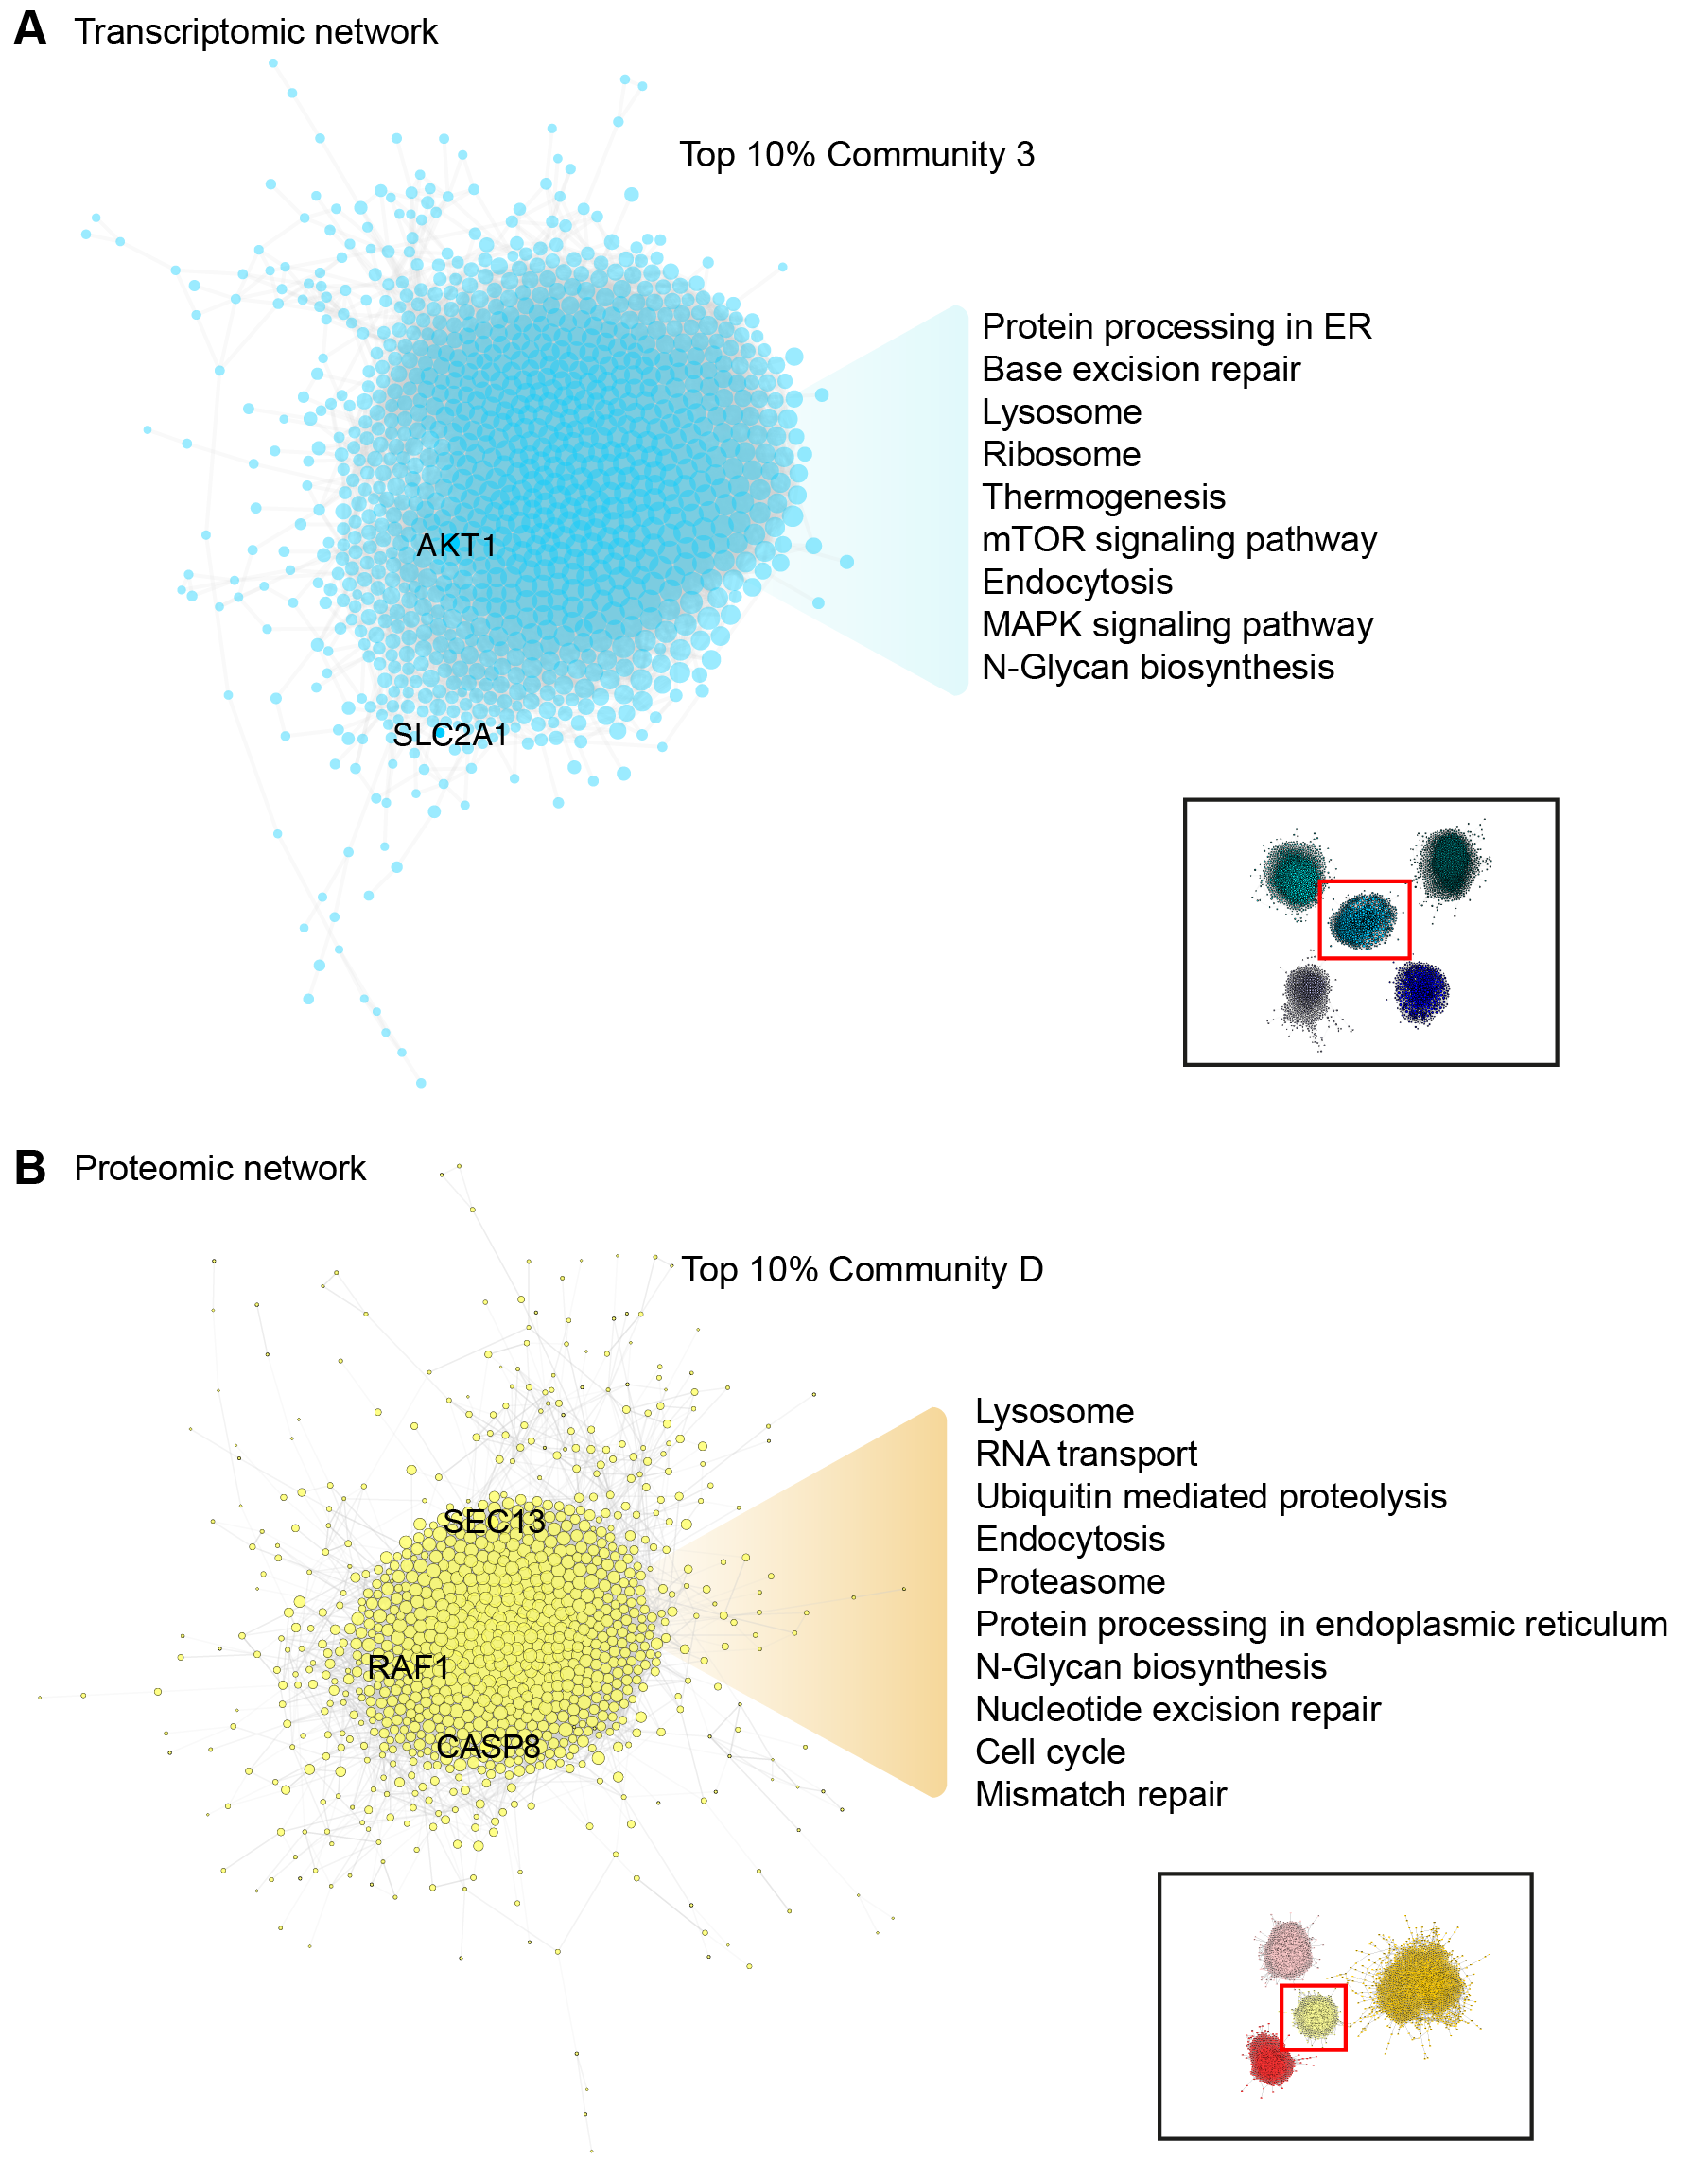 A Transcriptomic network
Top 10% Community 3
Protein processing in ER
Base excision repair
Lysosome
Ribosome
Thermogenesis
mTOR signaling pathway
Endocytosis
MAPK signaling pathway
N-Glycan biosynthesis
AKT1
SLC2A1
B Proteomic network
Top 10% Community D
Lysosome
RNA transport
Ubiquitin mediated proteolysis
Endocytosis
Proteasome
Protein processing in endoplasmic reticulum
N-Glycan biosynthesis
Nucleotide excision repair
Cell cycle
Mismatch repair
SEC13
RAF1
CASP8